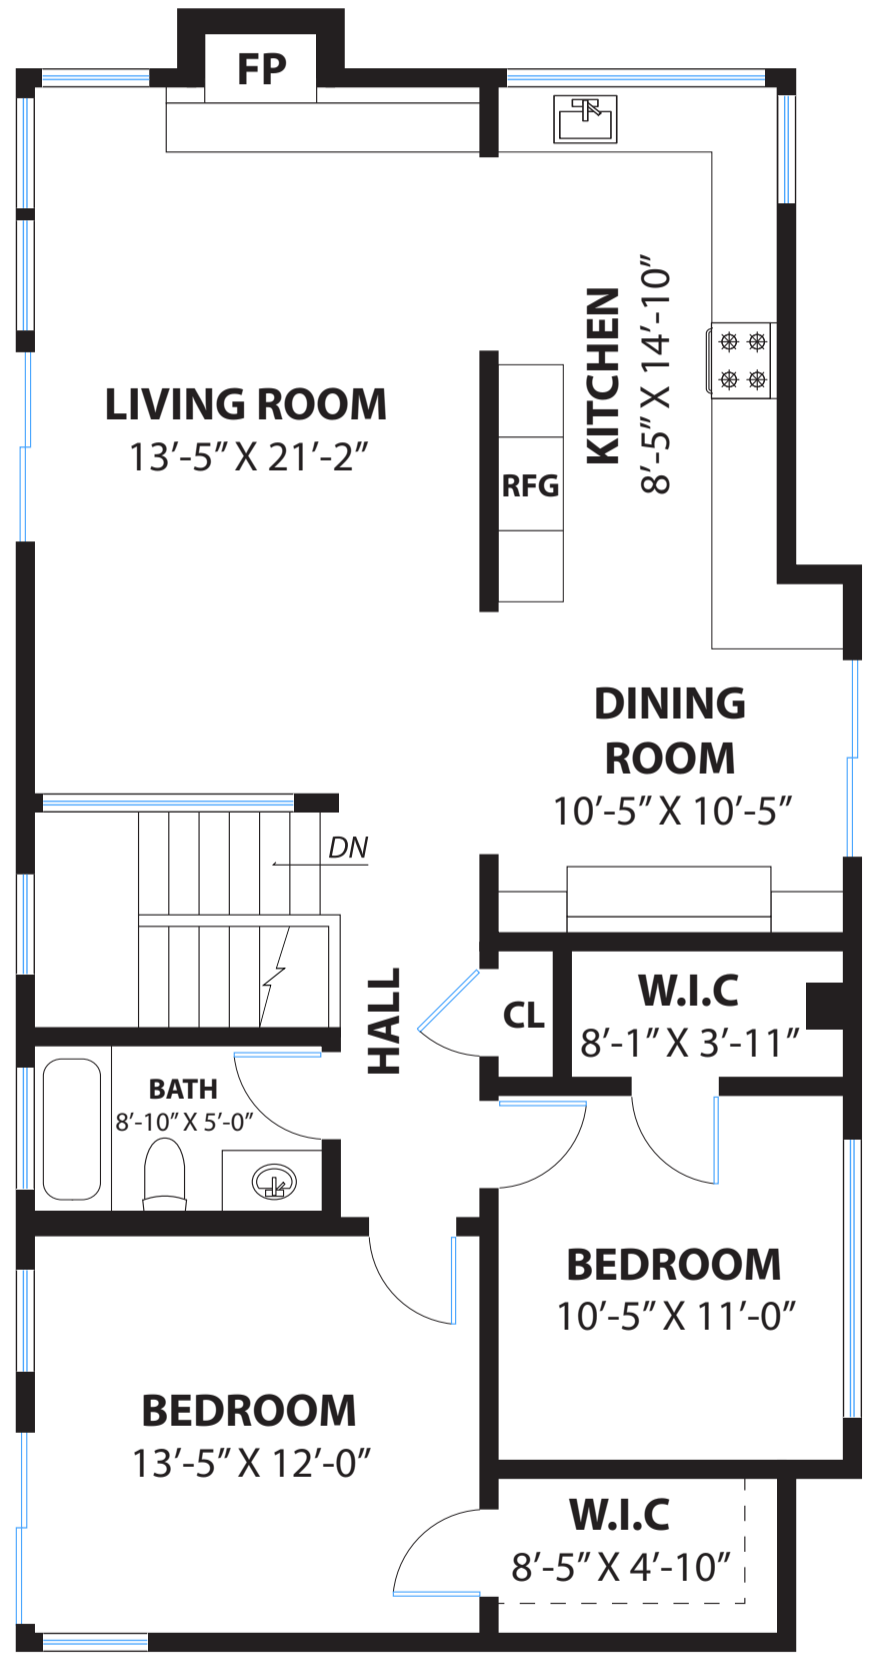 FP
LIVING ROOM
13’-5” X 21’-2”
KITCHEN
8’-5” X 14’-10”
RFG
DINING
ROOM
10’-5” X 10’-5”
DN
HALL
CL
W.I.C
8’-1” X 3’-11”
BATH
8’-10” X 5’-0”
BEDROOM
10’-5” X 11’-0”
BEDROOM
13’-5” X 12’-0”
W.I.C
8’-5” X 4’-10”